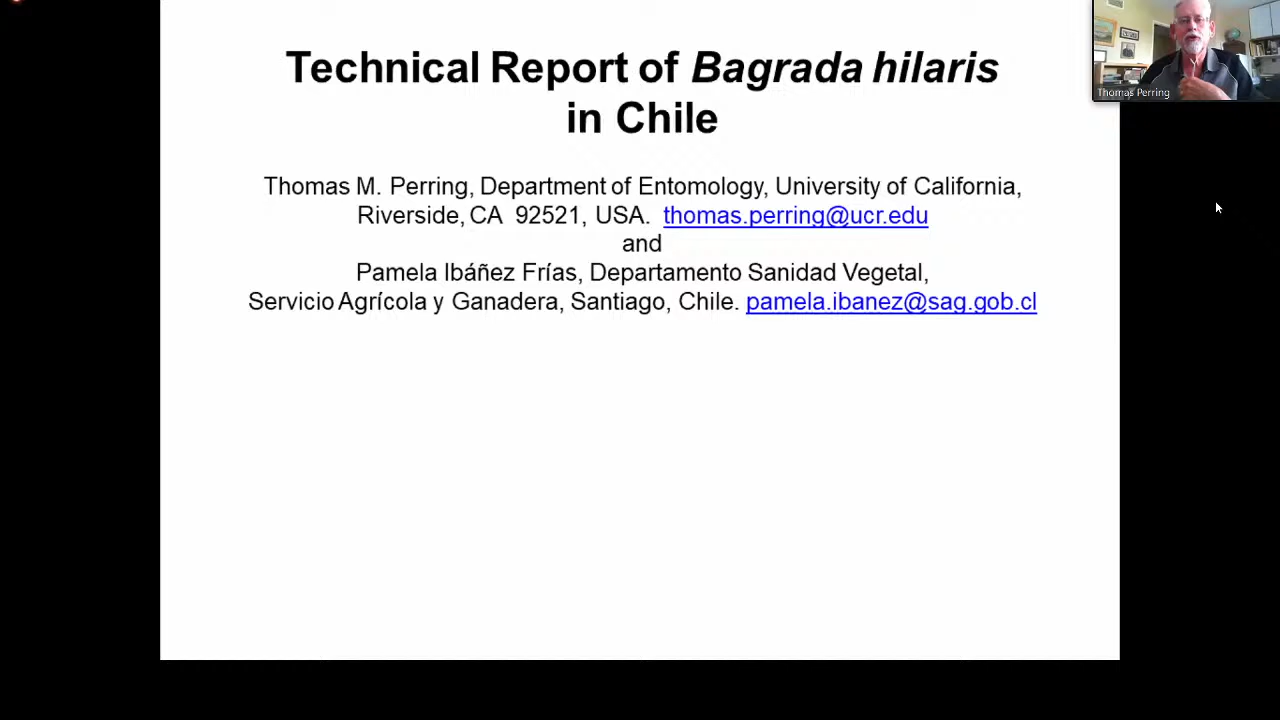 Technical Report of Bagrada hilaris
in Chile
Thomas Perring
Thomas M. Perring, Department of Entomology, University of California,
Riverside, CA 92521, USA. thomas.perring@ucr.edu
and
Pamela Ibáñez Frías, Departamento Sanidad Vegetal,
Servicio Agrícola y Ganadera, Santiago, Chile. pamela.ibanez@sag.gob.cl